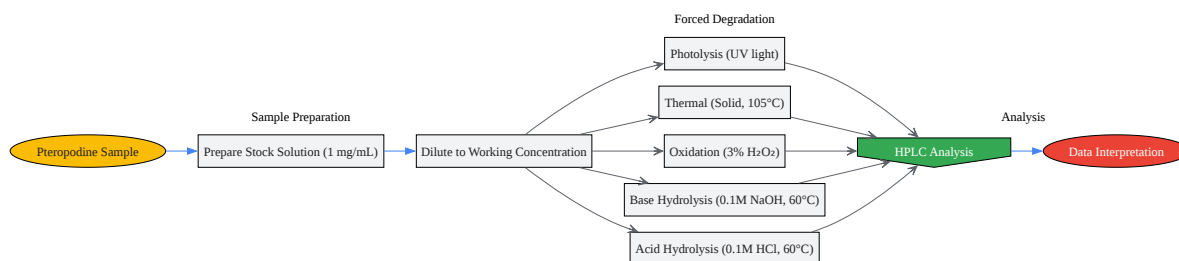 Forced Degradation
Photolysis (UV light)
Thermal (Solid, 105°C)
Sample Preparation
Analysis
Pteropodine Sample
Prepare Stock Solution (1 mg/mL)
Dilute to Working Concentration
Oxidation (3% H₂O₂)
HPLC Analysis
Data Interpretation
Base Hydrolysis (0.1M NaOH, 60°C)
Acid Hydrolysis (0.1M HCl, 60°C)